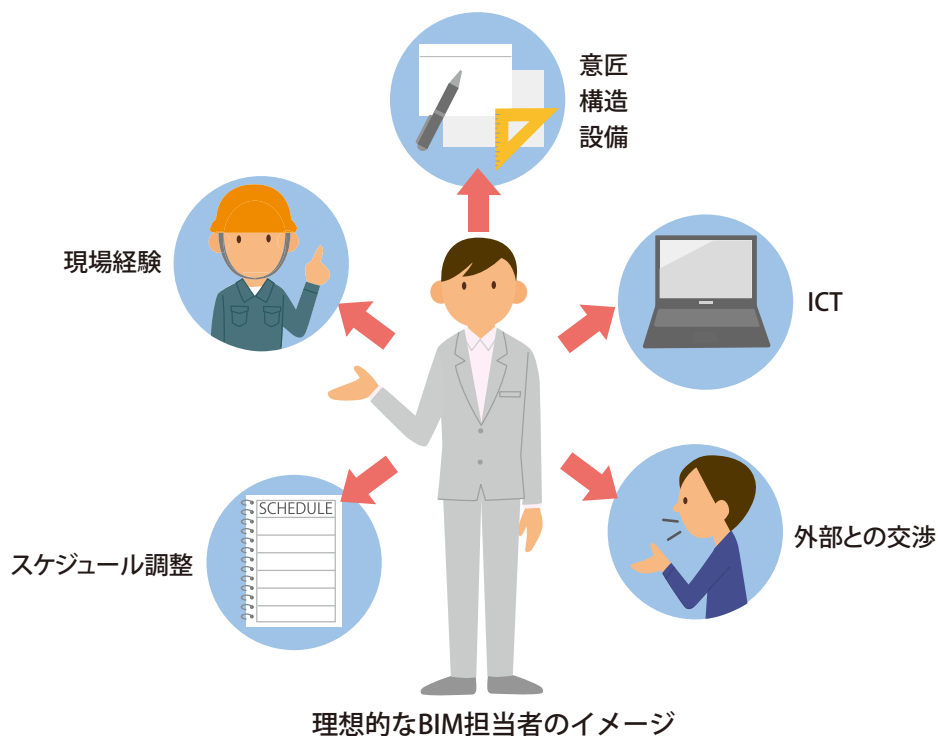 意匠
構造
設備
現場経験
ICT
SCHEDULE
スケジュール調整
外部との交渉
理想的なBIM担当者のイメージ